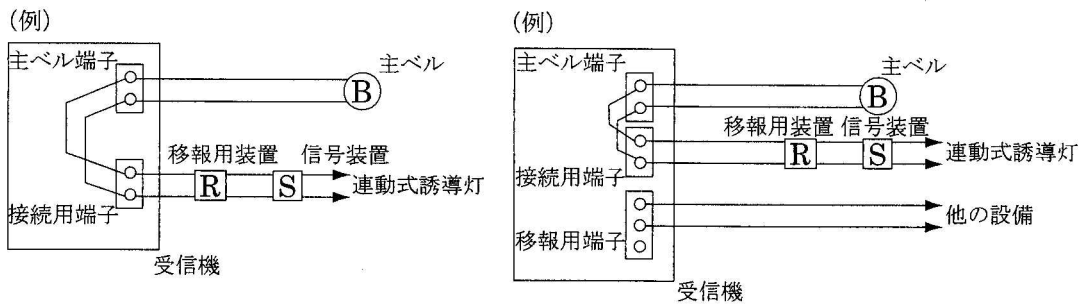 (例)
主ベル端子
主ベル
B
移報用装置 信号装置
R S
連動式誘導灯
接続用端子
受信機
(例)
主ベル端子
主ベル
B
移報用装置 信号装置
R S
連動式誘導灯
接続用端子
他の設備
移報用端子
受信機